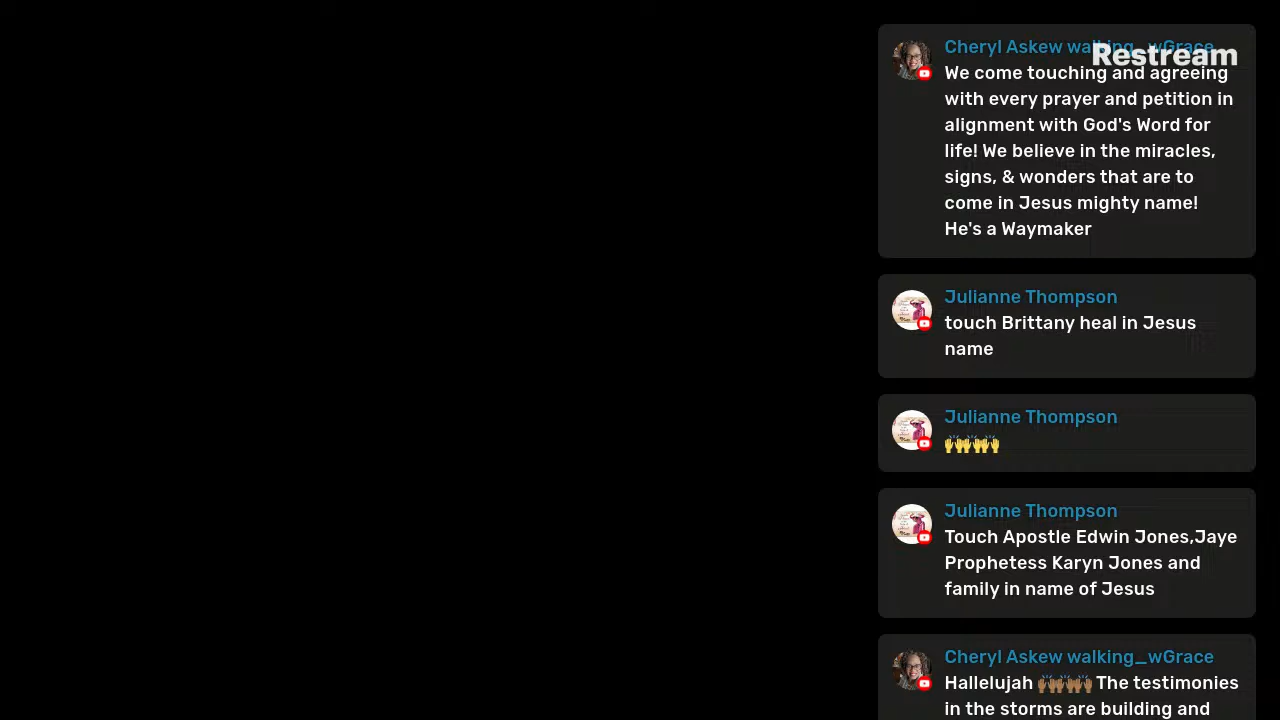 Cheryl Askew walking_wGrace
Restream
We come touching and agreeing
with every prayer and petition in
alignment with God's Word for
life! We believe in the miracles,
signs, & wonders that are to
come in Jesus mighty name!
He's a Waymaker
Julianne Thompson
touch Brittany heal in Jesus
name
Julianne Thompson
🙌🙌🙌
Julianne Thompson
Touch Apostle Edwin Jones,Jaye
Prophetess Karyn Jones and
family in name of Jesus
Cheryl Askew walking_wGrace
Hallelujah 🙌🏾🙌🏾🙌🏾 The testimonies
in the storms are building and